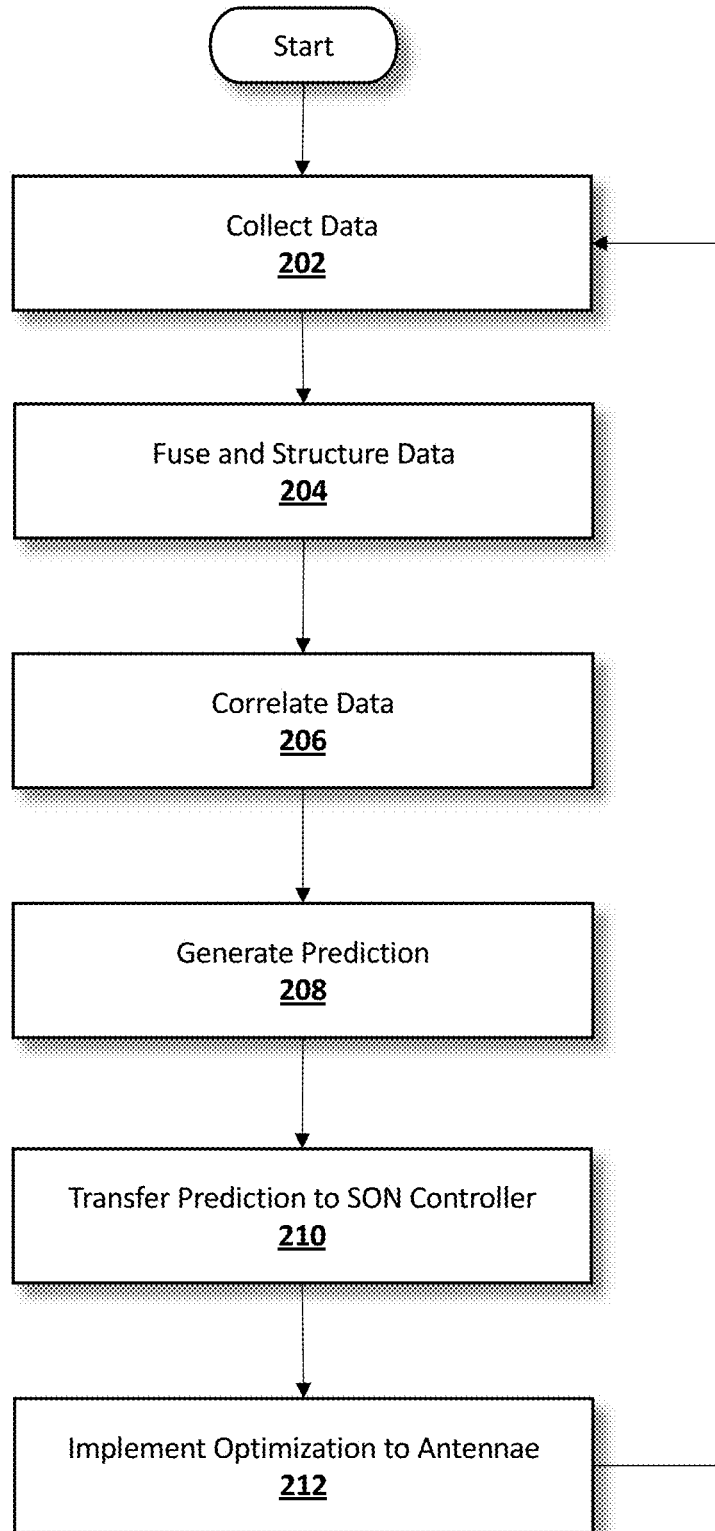 Start
Collect Data
202
Fuse and Structure Data
204
Correlate Data
206
Generate Prediction
208
Transfer Prediction to SON Controller
210
Implement Optimization to Antennae
212